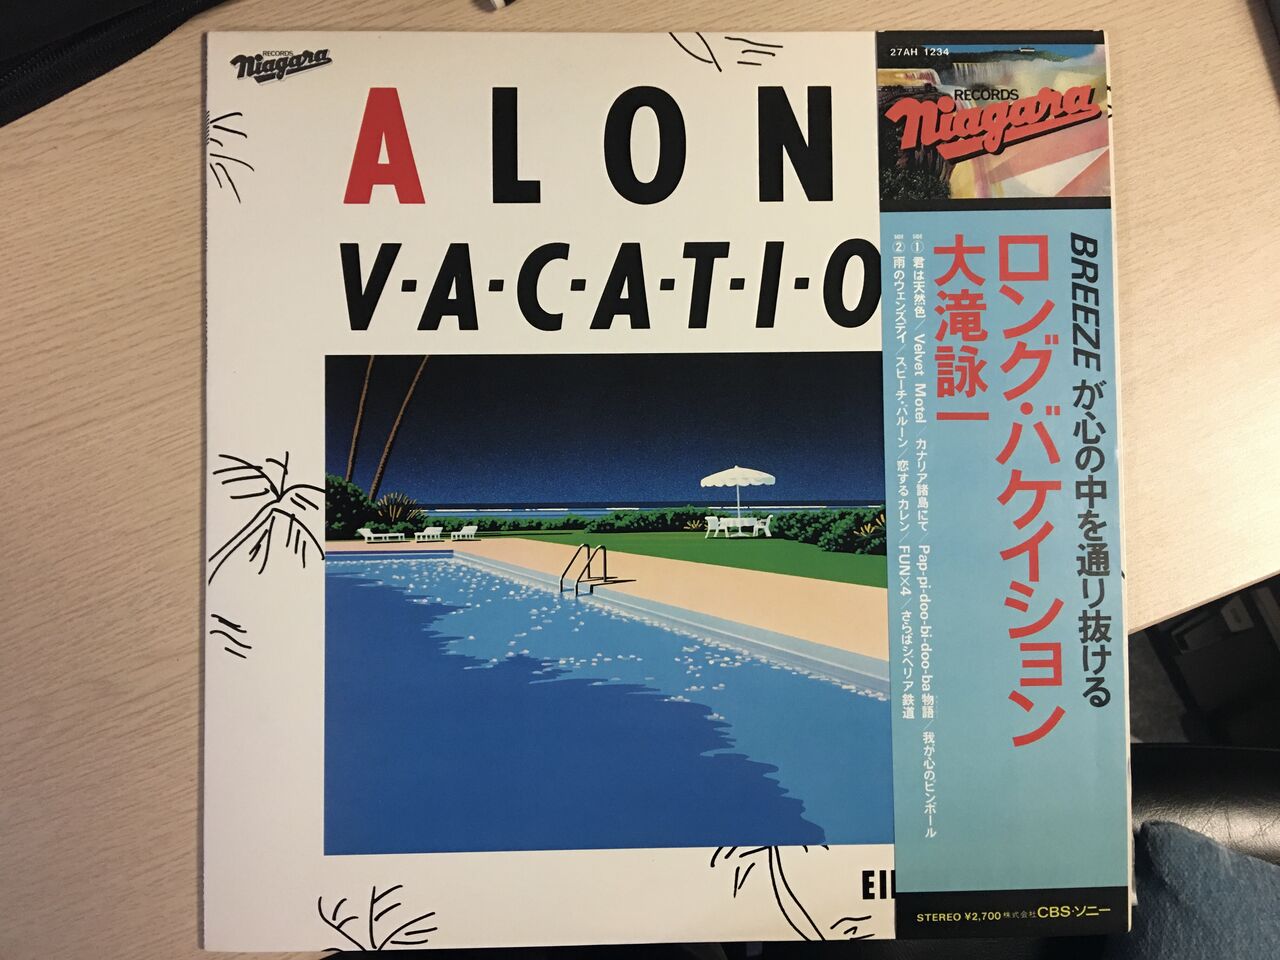 RECORDS
Niagara
A LON
V·A·C·A·T·I·O
EII
27AH 1234
RECORDS
Niagara
BREEZEが心の中を通り抜ける
ロング・バケイション
大滝詠一
SIDE ① 君は天然色／Velvet Motel／カナリア諸島にて／Pap-pi-doo-bi-doo-ba物語／我が心のピンボール
SIDE ② 雨のウェンズデイ／スピーチ・バルーン／恋するカレン／FUN×4／さらばシベリア鉄道
STEREO ¥2,700 株式会社 CBS・ソニー